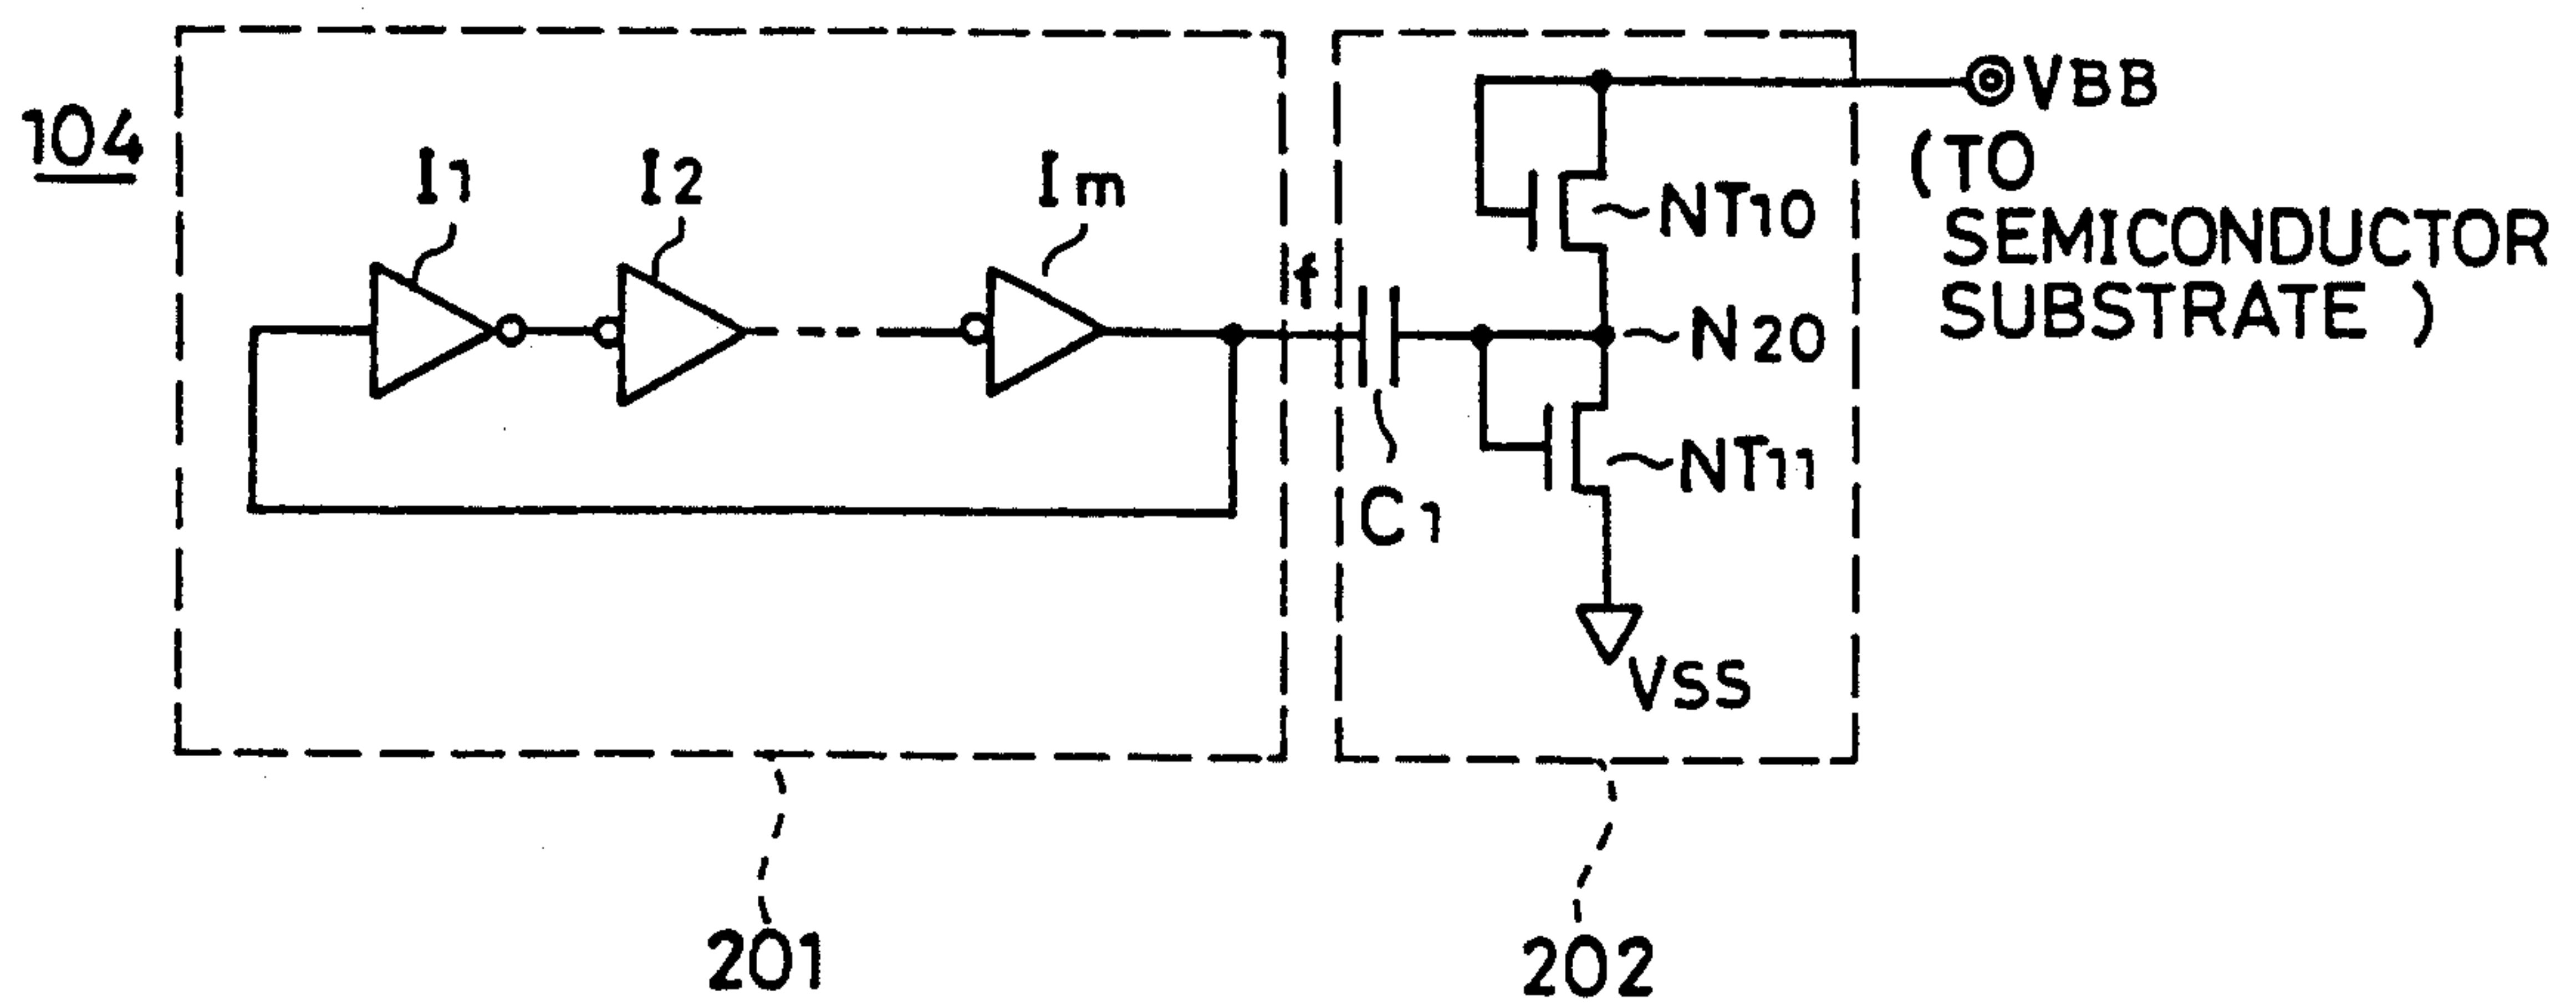 104
I1
I2
Im
f
C1
NT10
N20
NT11
VSS
VBB
(TO
SEMICONDUCTOR
SUBSTRATE)
201
202